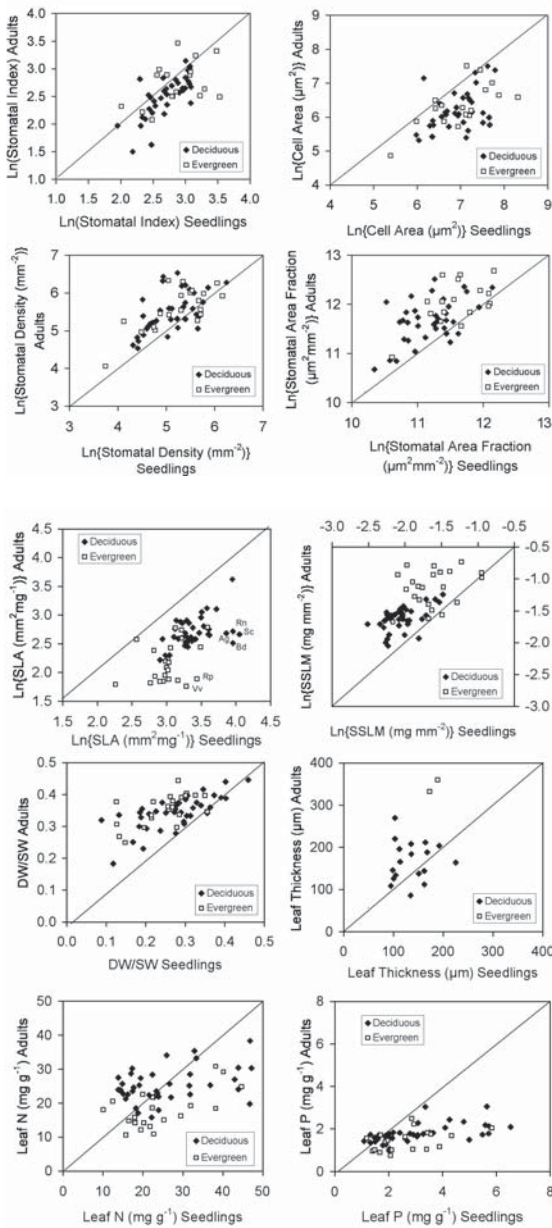 Ln(Stomatal Index) Adults
4.0
3.5
3.0
2.5
2.0
1.5
1.0
1.0 1.5 2.0 2.5 3.0 3.5 4.0
Deciduous
Evergreen
Ln(Stomatal Index) Seedlings
Ln{Cell Area (µm²)} Adults
9
8
7
6
5
4
4 5 6 7 8 9
Deciduous
Evergreen
Ln{Cell Area (µm²)} Seedlings
Ln{Stomatal Density (mm⁻²)}
Adults
7
6
5
4
3
3 4 5 6 7
Deciduous
Evergreen
Ln{Stomatal Density (mm⁻²)}
Seedlings
Ln{Stomatal Area Fraction
(µm²mm⁻²)} Adults
13
12
11
10
10 11 12 13
Deciduous
Evergreen
Ln{Stomatal Area Fraction
(µm²mm⁻²)} Seedlings
Ln{SLA (mm²mg⁻¹)} Adults
4.5
4.0
3.5
3.0
2.5
2.0
1.5
1.5 2.5 3.5 4.5
Deciduous
Evergreen
Rn
Ag
Sc
Bd
Rp
Vv
Ln{SLA (mm²mg⁻¹)} Seedlings
-3.0 -2.5 -2.0 -1.5 -1.0 -0.5
-0.5
-1.0
-1.5
-2.0
-2.5
-3.0
Ln{SSLM (mg mm⁻²)} Adults
Deciduous
Evergreen
Ln{SSLM (mg mm⁻²)} Seedlings
DW/SW Adults
0.5
0.4
0.3
0.2
0.1
0.0
0.0 0.1 0.2 0.3 0.4 0.5
Deciduous
Evergreen
DW/SW Seedlings
Leaf Thickness (µm) Adults
400
300
200
100
0
0 100 200 300 400
Deciduous
Evergreen
Leaf Thickness (µm) Seedlings
Leaf N (mg g⁻¹) Adults
50
40
30
20
10
0
0 10 20 30 40 50
Deciduous
Evergreen
Leaf N (mg g⁻¹) Seedlings
Leaf P (mg g⁻¹) Adults
8
6
4
2
0
0 2 4 6 8
Deciduous
Evergreen
Leaf P (mg g⁻¹) Seedlings